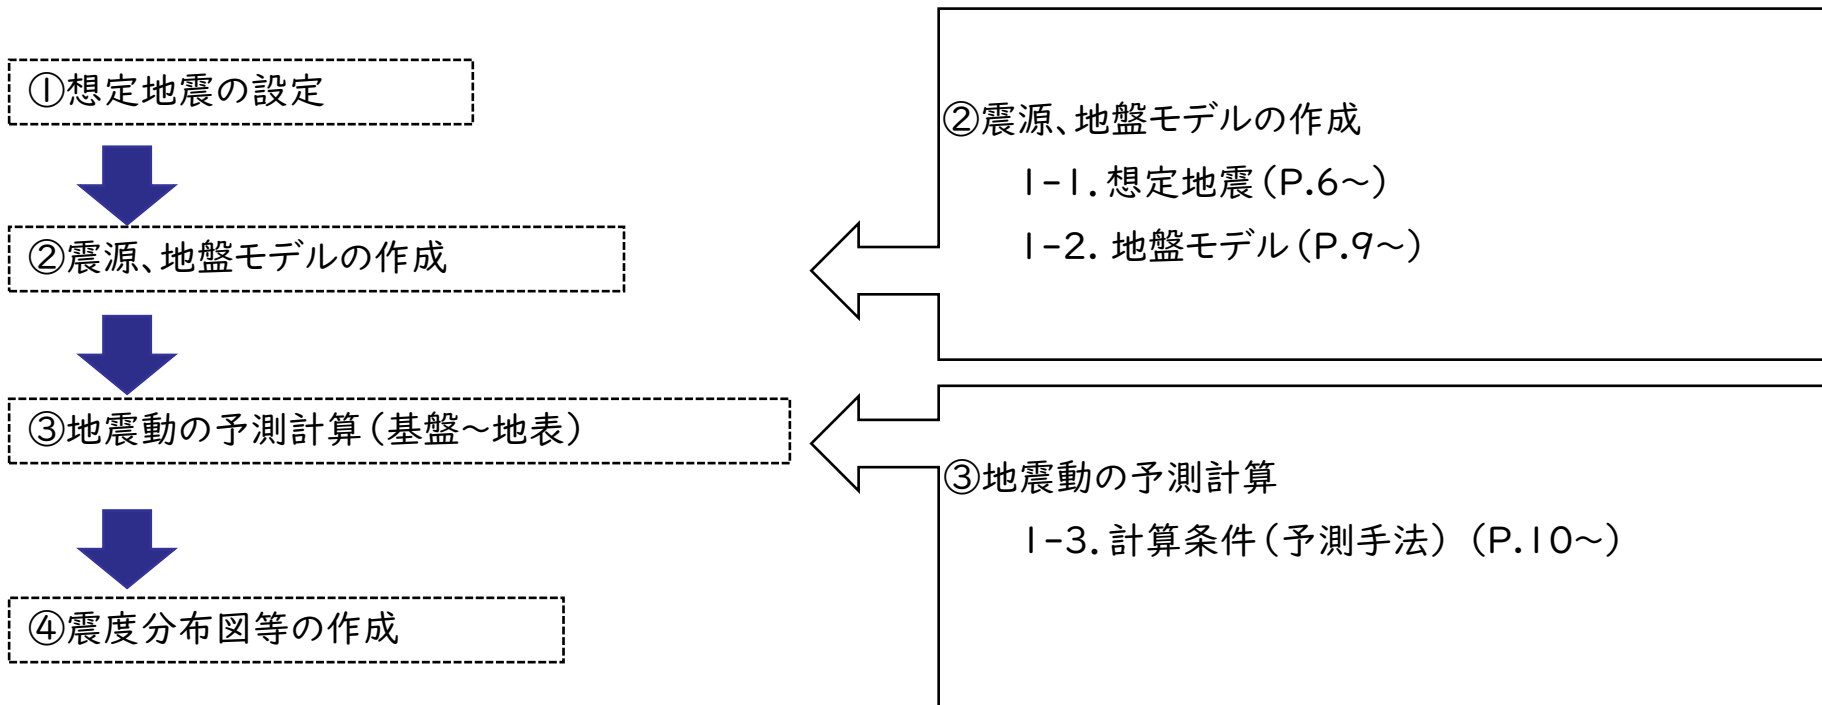 ①想定地震の設定
②震源、地盤モデルの作成
③地震動の予測計算(基盤～地表)
④震度分布図等の作成
②震源、地盤モデルの作成
1-1.想定地震(P.6～)
1-2.地盤モデル(P.9～)
③地震動の予測計算
1-3.計算条件(予測手法) (P.10～)